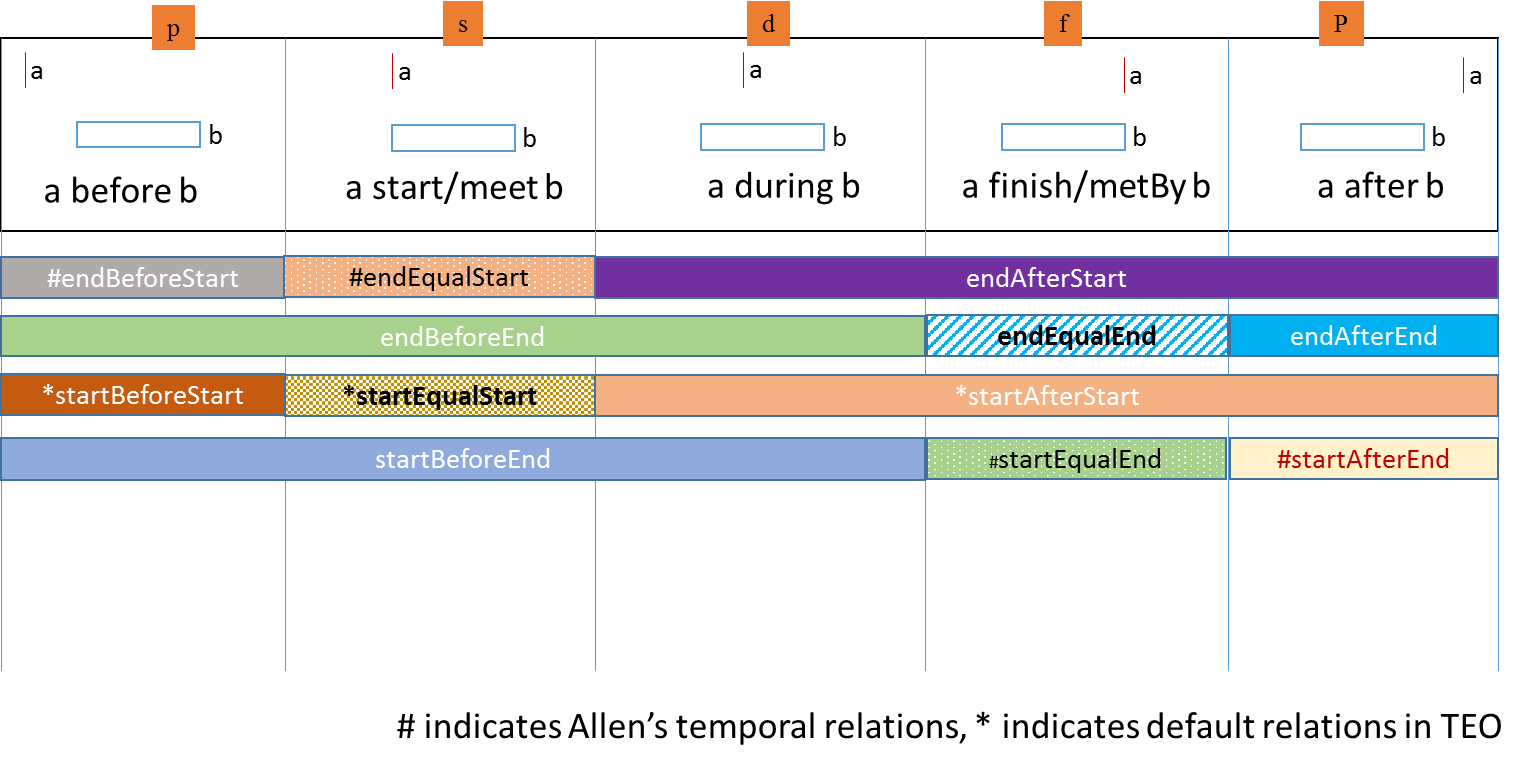 p s d f P
a a a a a
b b b b b
a before b a start/meet b a during b a finish/metBy b a after b
#endBeforeStart #endEqualStart endAfterStart
endBeforeEnd endEqualEnd endAfterEnd
*startBeforeStart *startEqualStart *startAfterStart
startBeforeEnd #startEqualEnd #startAfterEnd
# indicates Allen’s temporal relations, * indicates default relations in TEO